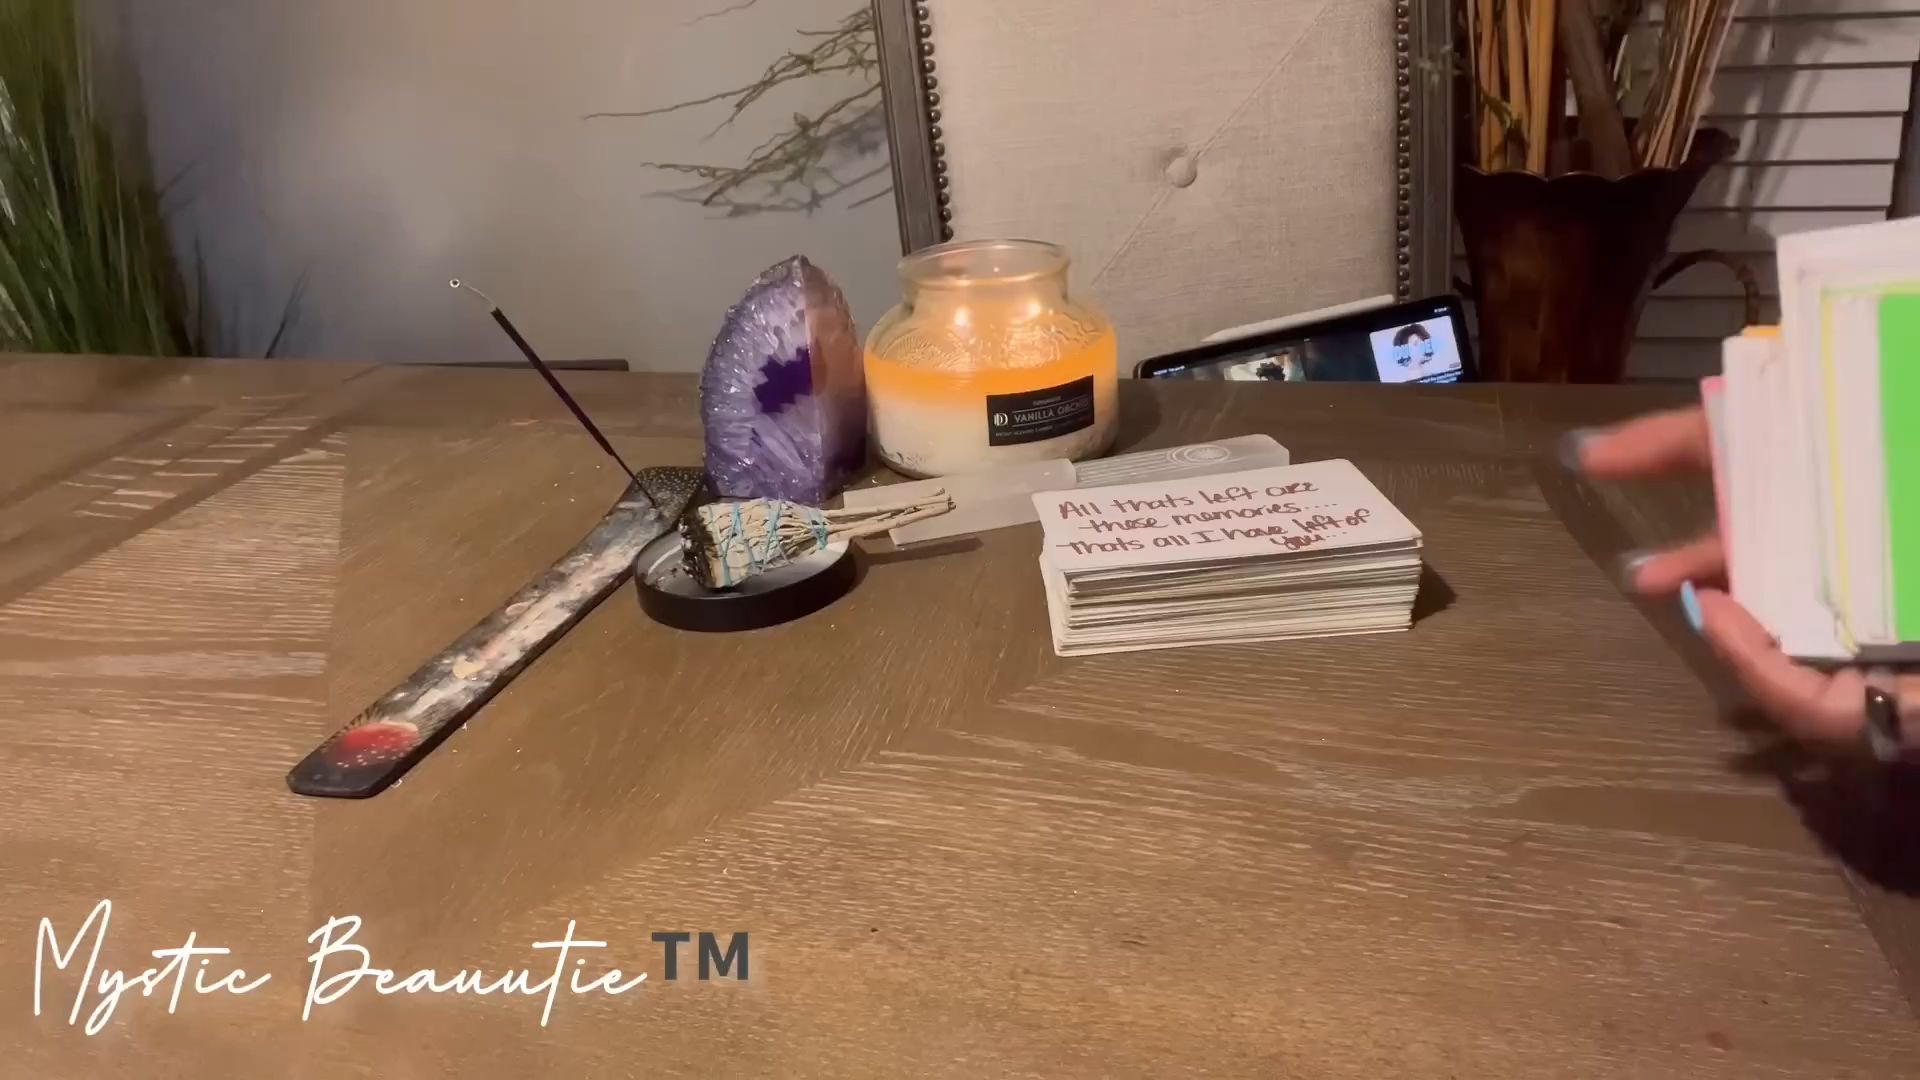 VANILLA ORCHID
All thats left are
these memories....
thats all I have left of
you...
Mystic Beauutie™